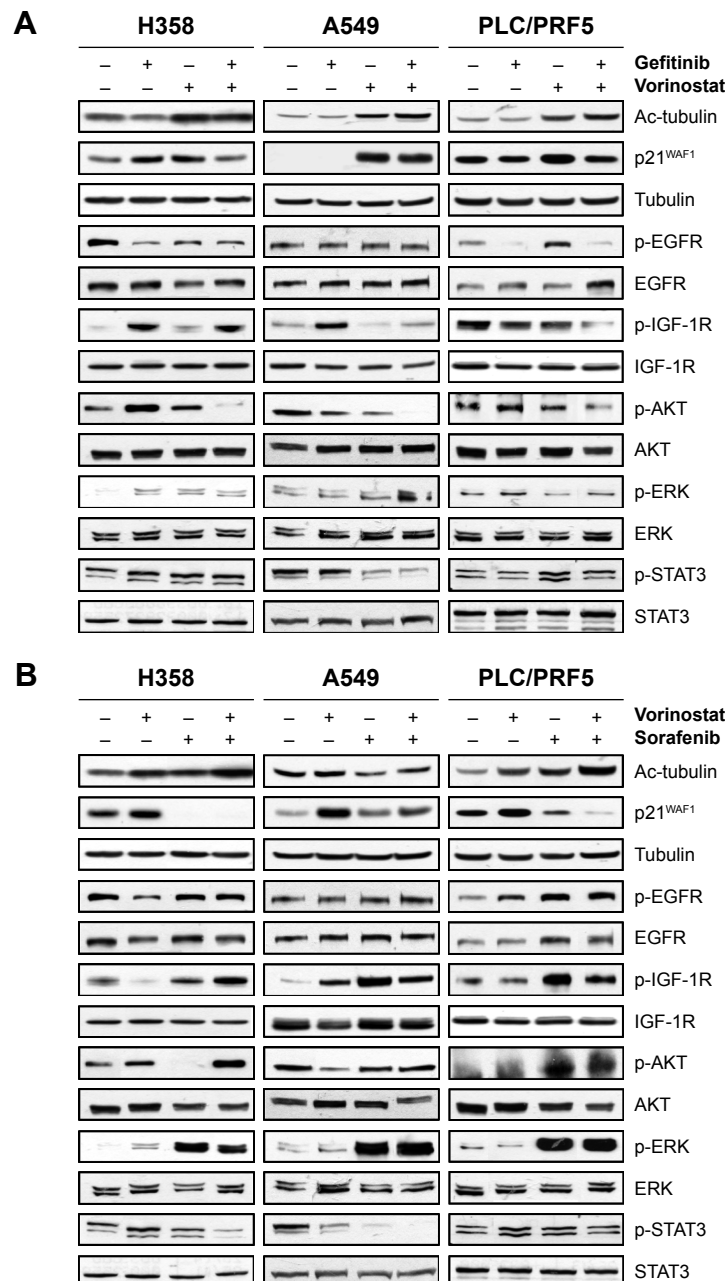 A
H358 A549 PLC/PRF5
– + – + – + – + – + – + Gefitinib
– – + + – – + + – – + + Vorinostat
Ac-tubulin
p21WAF1
Tubulin
p-EGFR
EGFR
p-IGF-1R
IGF-1R
p-AKT
AKT
p-ERK
ERK
p-STAT3
STAT3
B
H358 A549 PLC/PRF5
– + – + – + – + – + – + Vorinostat
– – + + – – + + – – + + Sorafenib
Ac-tubulin
p21WAF1
Tubulin
p-EGFR
EGFR
p-IGF-1R
IGF-1R
p-AKT
AKT
p-ERK
ERK
p-STAT3
STAT3